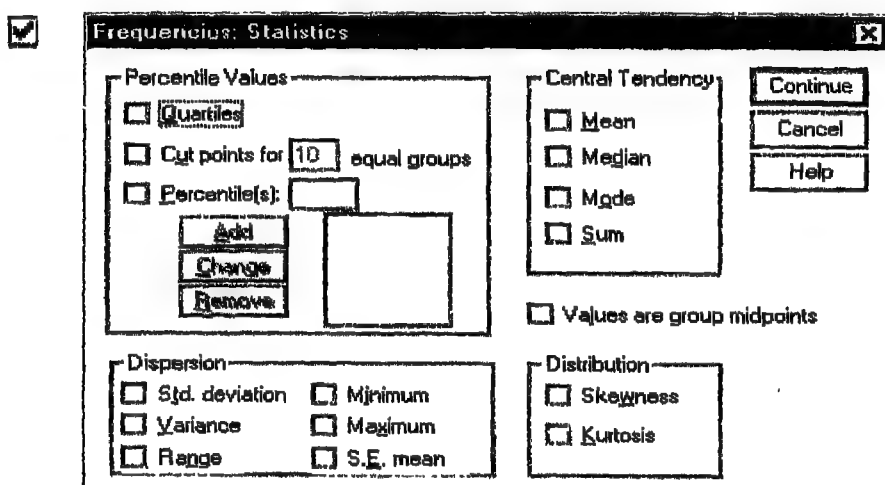 Frequencius: Statistics
Percentile Values
Quartiles
Cut points for 10 equal groups
Percentile(s):
Add
Change
Remove
Central Tendency
Mean
Median
Mode
Sum
Continue
Cancel
Help
Values are group midpoints
Dispersion
Std. deviation
Minimum
Variance
Maximum
Range
S.E. mean
Distribution
Skewness
Kurtosis